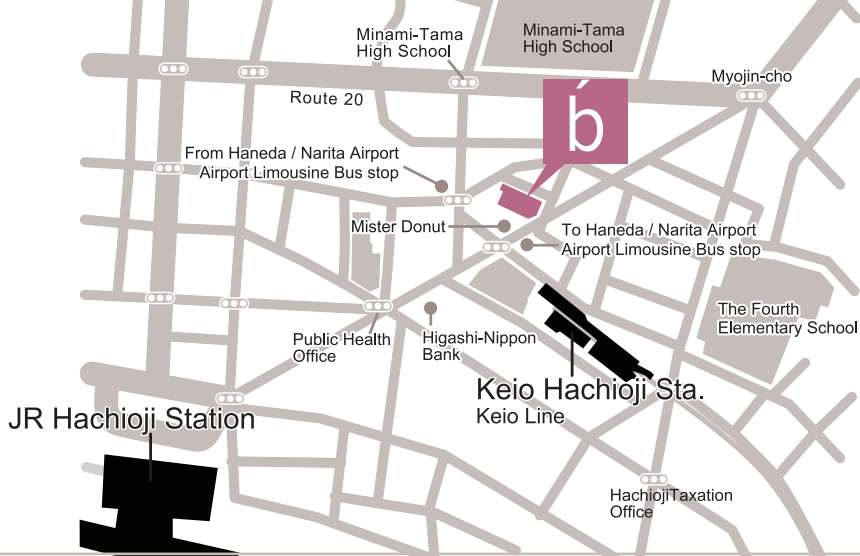 Minami-Tama
High School
Minami-Tama
High School
Myojin-cho
Route 20
b́
From Haneda / Narita Airport
Airport Limousine Bus stop
Mister Donut
To Haneda / Narita Airport
Airport Limousine Bus stop
The Fourth
Elementary School
Public Health
Office
Higashi-Nippon
Bank
Keio Hachioji Sta.
Keio Line
JR Hachioji Station
HachiojiTaxation
Office